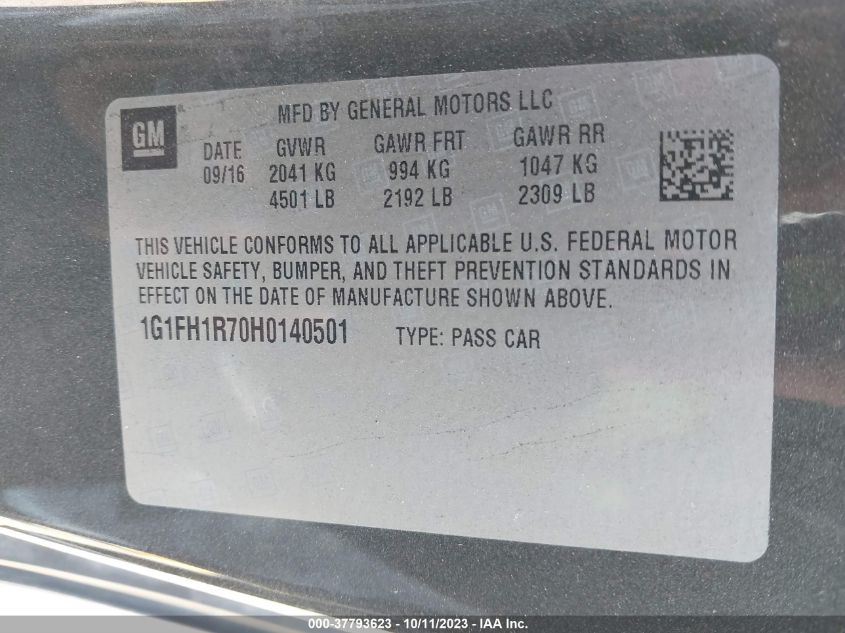 MFD BY GENERAL MOTORS LLC
GM
DATE GVWR GAWR FRT GAWR RR
09/16 2041 KG 994 KG 1047 KG
4501 LB 2192 LB 2309 LB
THIS VEHICLE CONFORMS TO ALL APPLICABLE U.S. FEDERAL MOTOR
VEHICLE SAFETY, BUMPER, AND THEFT PREVENTION STANDARDS IN
EFFECT ON THE DATE OF MANUFACTURE SHOWN ABOVE.
1G1FH1R70H0140501 TYPE: PASS CAR
000-37793623 - 10/11/2023 - IAA Inc.